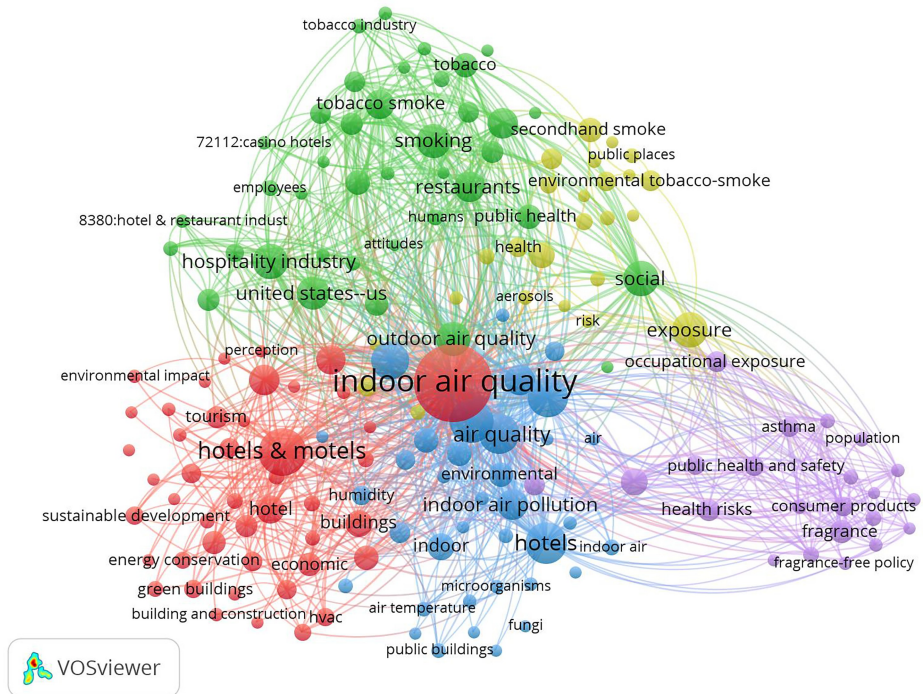 tobacco industry
tobacco
tobacco smoke
secondhand smoke
72112:casino hotels
smoking
public places
employees
restaurants
environmental tobacco-smoke
8380:hotel & restaurant indust
humans
public health
attitudes
health
hospitality industry
social
united states--us
aerosols
risk
exposure
outdoor air quality
perception
occupational exposure
environmental impact
indoor air quality
tourism
asthma
air quality
air
population
hotels & motels
public health and safety
environmental
humidity
hotel
indoor air pollution
health risks
consumer products
sustainable development
buildings
fragrance
indoor
hotels
indoor air
energy conservation
economic
fragrance-free policy
green buildings
microorganisms
air temperature
building and construction
hvac
fungi
public buildings
VOSviewer